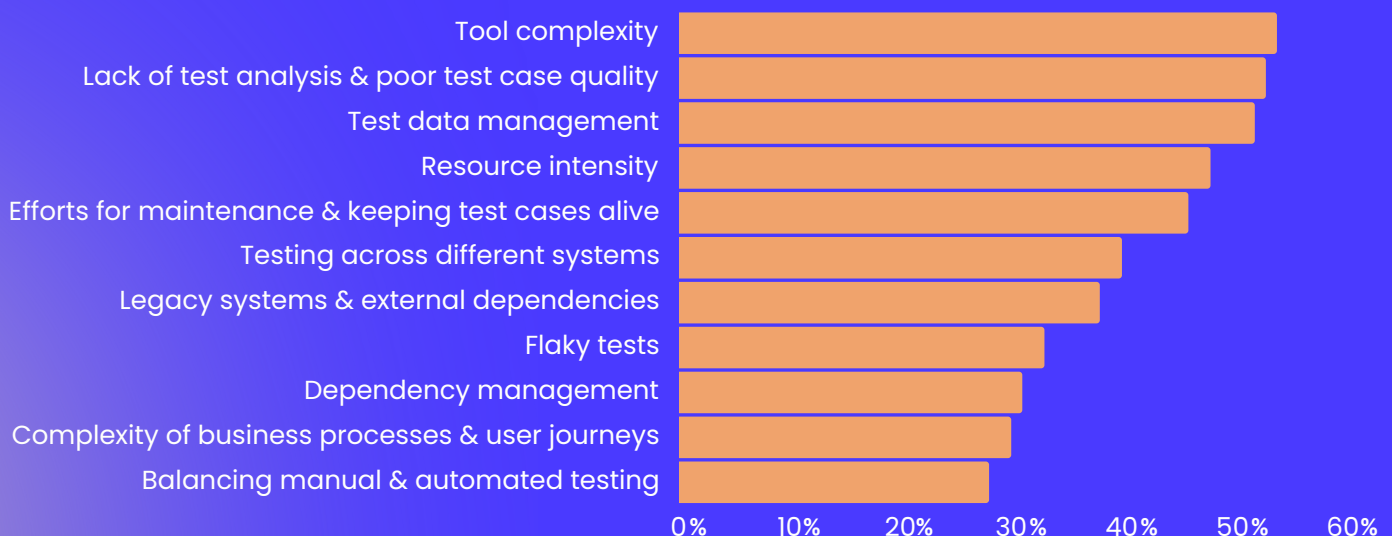 Tool complexity
Lack of test analysis & poor test case quality
Test data management
Resource intensity
Efforts for maintenance & keeping test cases alive
Testing across different systems
Legacy systems & external dependencies
Flaky tests
Dependency management
Complexity of business processes & user journeys
Balancing manual & automated testing
0% 10% 20% 30% 40% 50% 60%